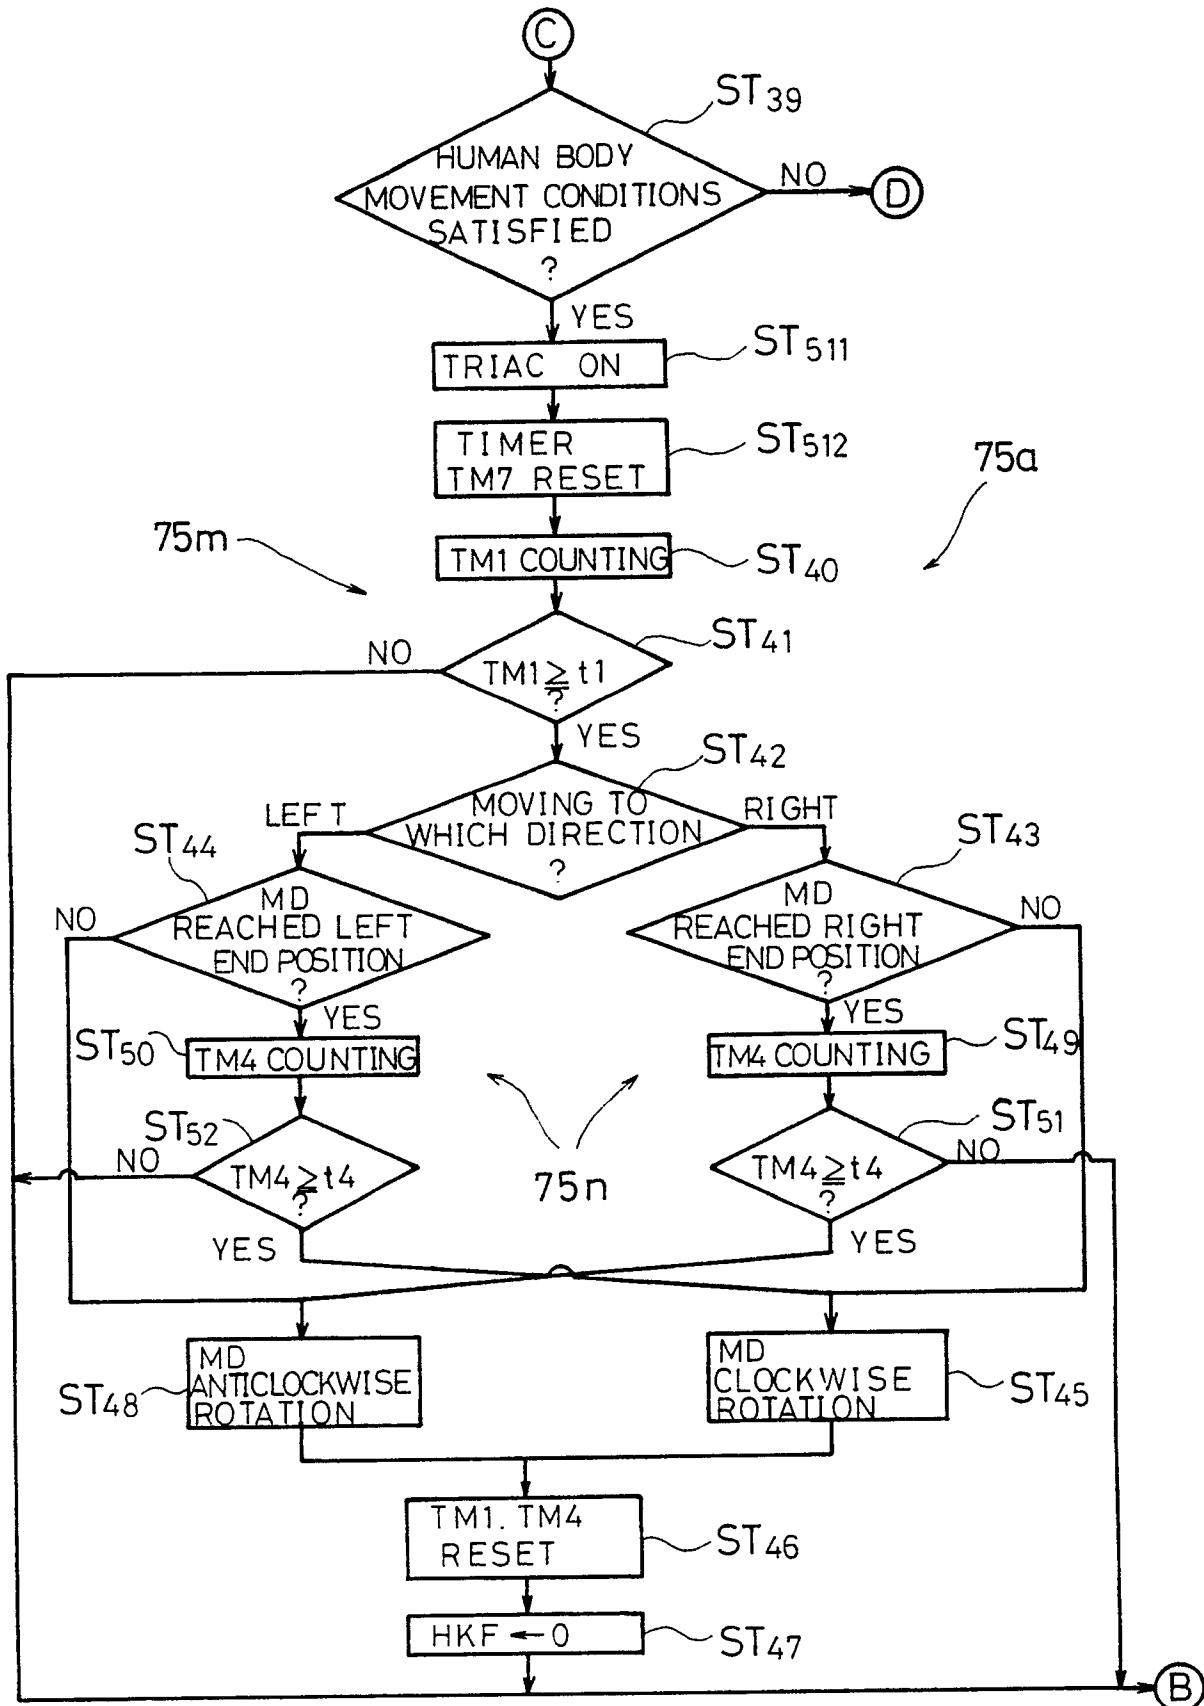 C
ST39
HUMAN BODY
MOVEMENT CONDITIONS
SATISFIED
?
NO
D
YES
TRIAC ON
ST511
TIMER
TM7 RESET
ST512
75a
75m
TM1 COUNTING
ST40
ST41
NO
TM1 ≧ t1
?
YES
ST42
LEFT
MOVING TO
WHICH DIRECTION
?
RIGHT
ST44
ST43
MD
REACHED LEFT
END POSITION
?
NO
YES
MD
REACHED RIGHT
END POSITION
?
NO
YES
ST50
TM4 COUNTING
TM4 COUNTING
ST49
ST52
NO
TM4 ≧ t4
?
YES
75n
ST51
TM4 ≧ t4
?
NO
YES
MD
ANTICLOCKWISE
ROTATION
ST48
MD
CLOCKWISE
ROTATION
ST45
TM1. TM4
RESET
ST46
HKF ← 0
ST47
B